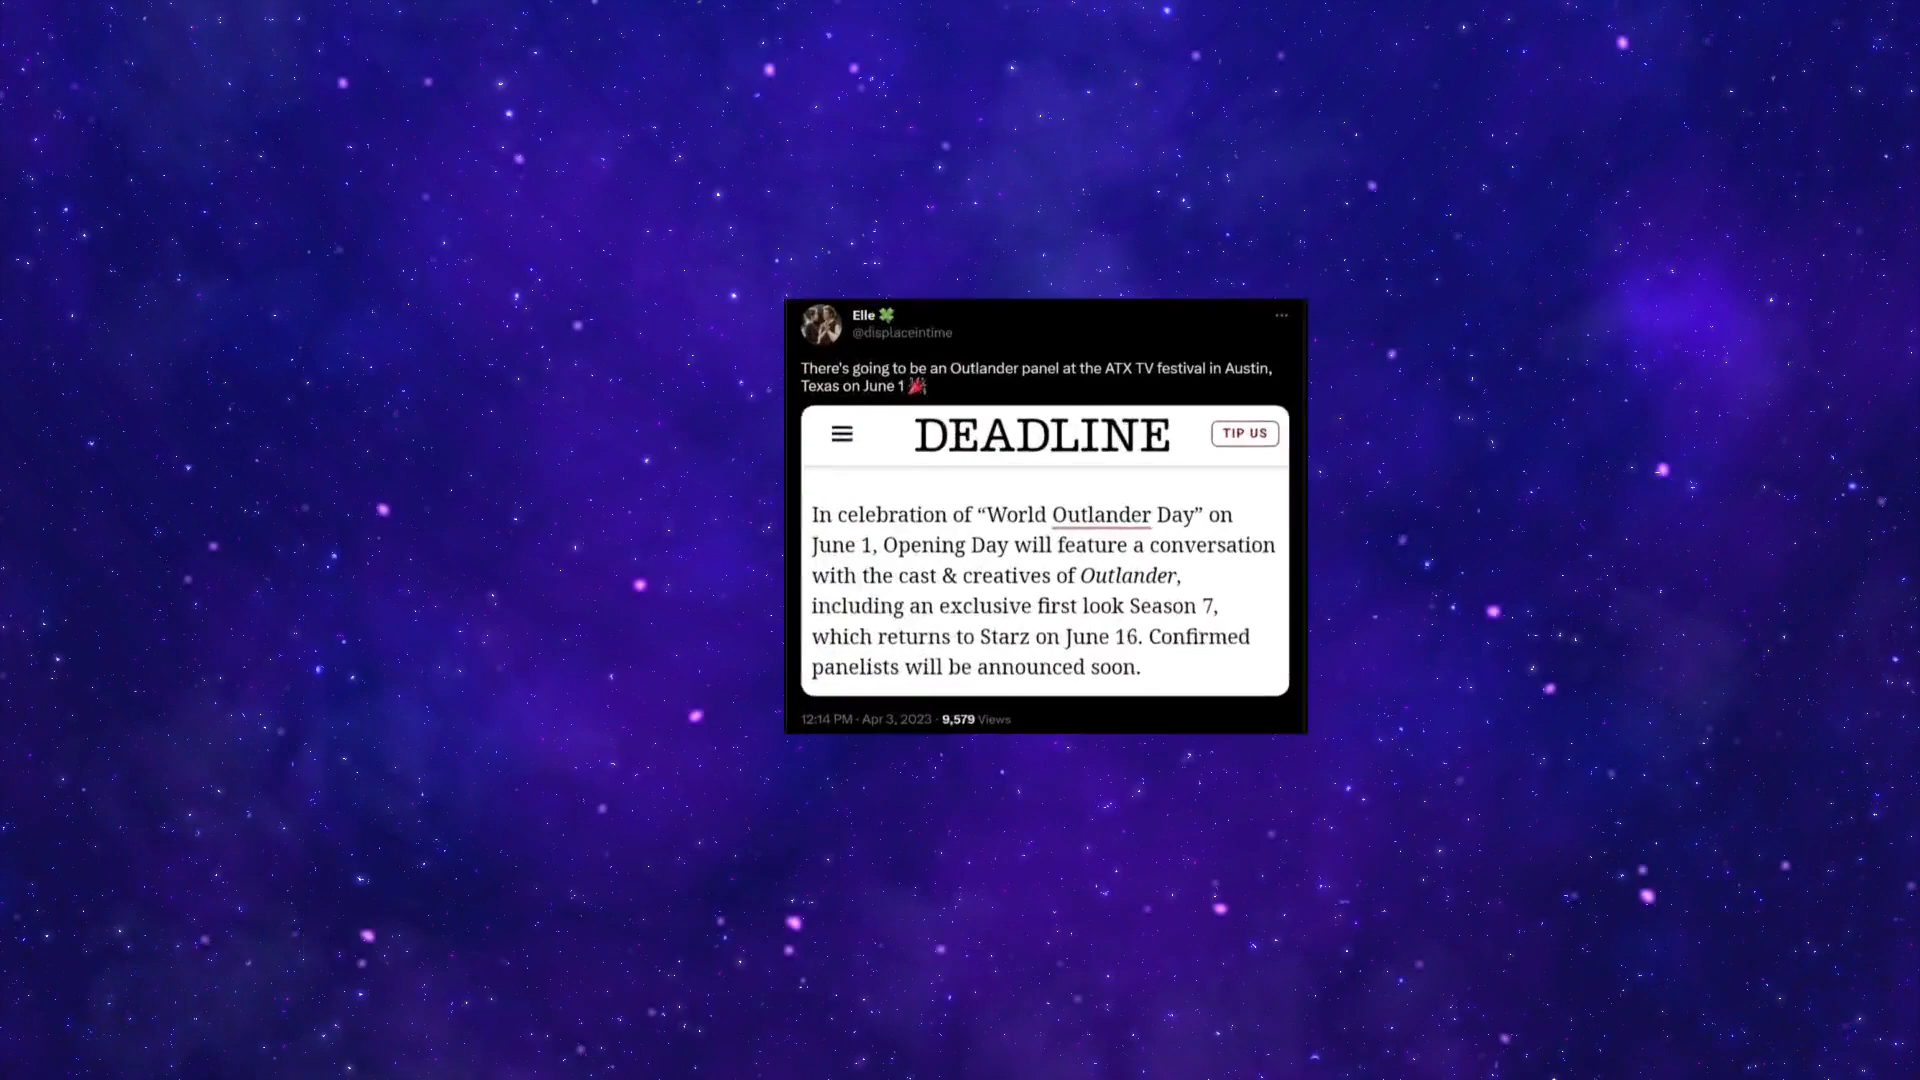 Elle 🍀
@displaceintime
There's going to be an Outlander panel at the ATX TV festival in Austin,
Texas on June 1 🎉
DEADLINE
TIP US
In celebration of “World Outlander Day” on
June 1, Opening Day will feature a conversation
with the cast & creatives of Outlander,
including an exclusive first look Season 7,
which returns to Starz on June 16. Confirmed
panelists will be announced soon.
12:14 PM · Apr 3, 2023 · 9,579 Views